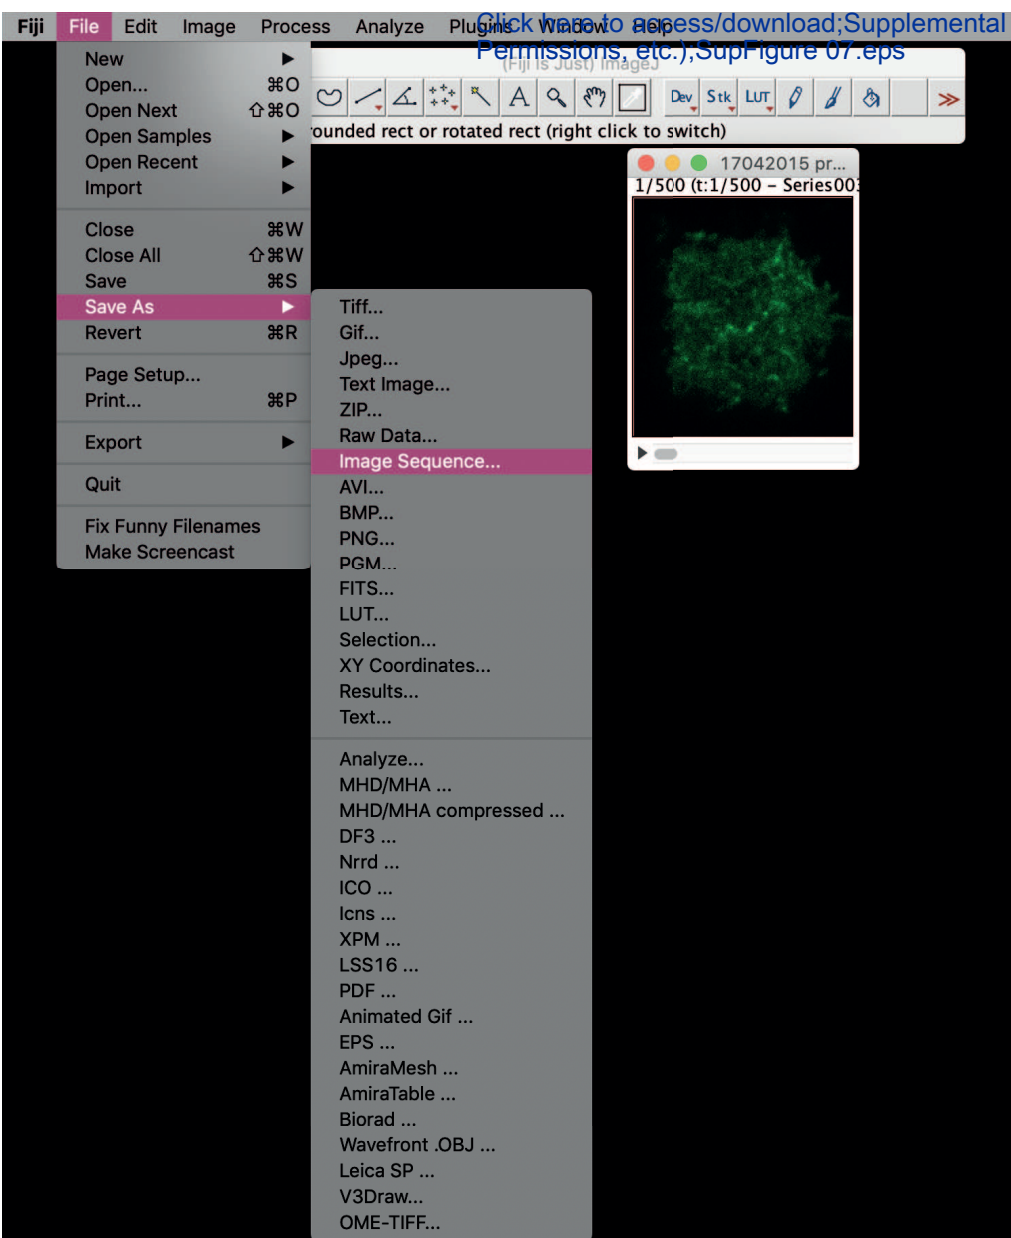 Fiji File Edit Image Process Analyze Plugins Window Help
Click here to access/download;Supplemental
Permissions, etc.);SupFigure 07.eps
(Fiji Is Just) ImageJ
Dev Stk LUT
rounded rect or rotated rect (right click to switch)
17042015 pr...
1/500 (t:1/500 – Series003
New
Open... ⌘O
Open Next ⇧⌘O
Open Samples
Open Recent
Import
Close ⌘W
Close All ⇧⌘W
Save ⌘S
Save As
Revert ⌘R
Page Setup...
Print... ⌘P
Export
Quit
Fix Funny Filenames
Make Screencast
Tiff...
Gif...
Jpeg...
Text Image...
ZIP...
Raw Data...
Image Sequence...
AVI...
BMP...
PNG...
PGM...
FITS...
LUT...
Selection...
XY Coordinates...
Results...
Text...
Analyze...
MHD/MHA ...
MHD/MHA compressed ...
DF3 ...
Nrrd ...
ICO ...
Icns ...
XPM ...
LSS16 ...
PDF ...
Animated Gif ...
EPS ...
AmiraMesh ...
AmiraTable ...
Biorad ...
Wavefront .OBJ ...
Leica SP ...
V3Draw...
OME-TIFF...